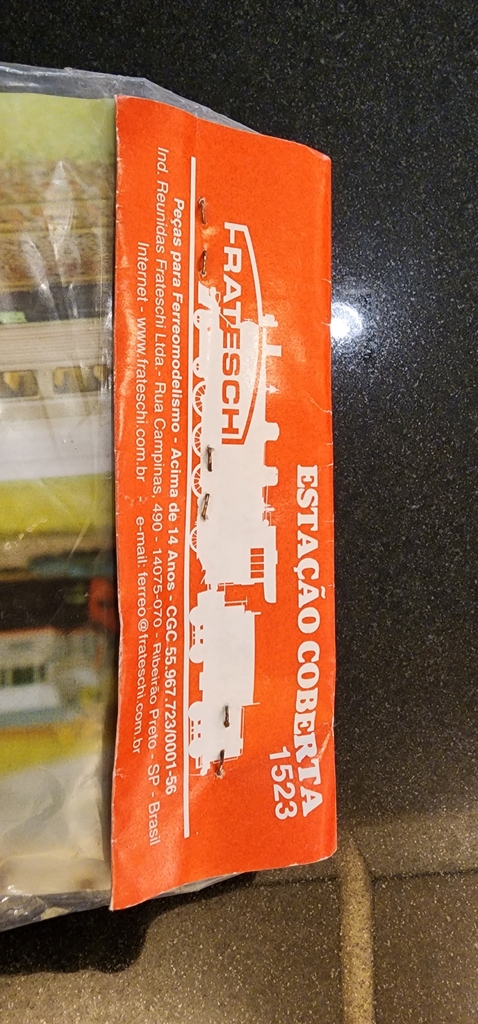 ESTAÇÃO COBERTA
1523
FRATESCHI
Peças para Ferreomodelismo - Acima de 14 Anos - CGC 55.967.723/0001-56
Ind. Reunidas Frateschi Ltda.- Rua Campinas, 490 - 14075-070 - Ribeirão Preto - SP - Brasil
Internet - www.frateschi.com.br - e-mail: ferreo@frateschi.com.br